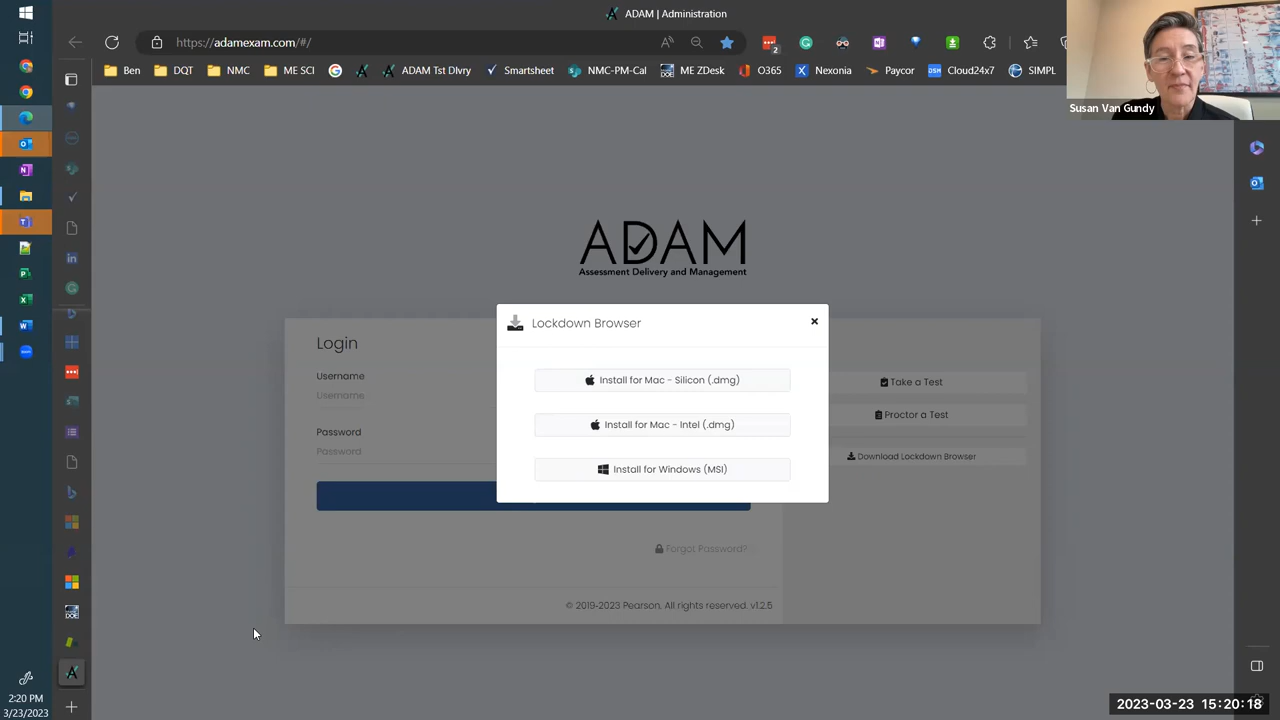 ADAM | Administration
https://adamexam.com/#/
2
Ben
DQT
NMC
ME SCI
ADAM Tst Dlvry
Smartsheet
NMC-PM-Cal
ME ZDesk
O365
Nexonia
Paycor
Cloud24x7
SIMPL
Susan Van Gundy
ADAM
Assessment Delivery and Management
Lockdown Browser
Install for Mac - Silicon (.dmg)
Install for Mac - Intel (.dmg)
Install for Windows (MSI)
Login
Username
Username
Password
Password
Forgot Password?
© 2019-2023 Pearson, All rights reserved. v1.2.6
Take a Test
Proctor a Test
Download Lockdown Browser
2:20 PM
3/23/2023
2023-03-23 15:20:18